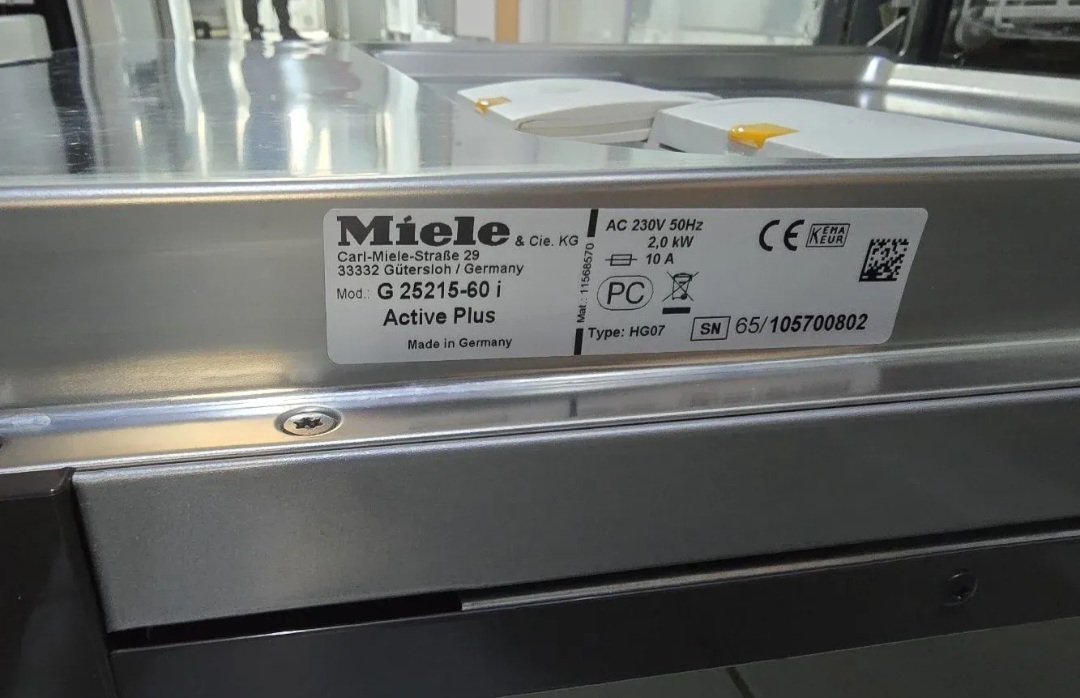 Miele & Cie. KG
Carl-Miele-Straße 29
33332 Gütersloh / Germany
Mod.: G 25215-60 i
Active Plus
Made in Germany
Mat.: 11568570
AC 230V 50Hz
2,0 kW
10 A
PC
Type: HG07
SN 65/105700802
CE
KEMA
KEUR